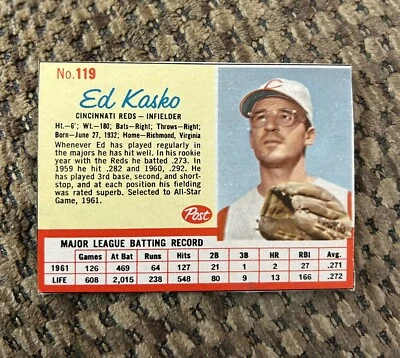 No. 119
Ed Kasko
CINCINNATI REDS — INFIELDER
Ht.—6'; Wt.—180; Bats—Right; Throws—Right;
Born—June 27, 1932; Home—Richmond, Virginia
Whenever Ed has played regularly in
the majors he has hit well. In his rookie
year with the Reds he batted .273. In
1959 he hit .282 and 1960, .292. He
has played 3rd base, second, and short-
stop, and at each position his fielding
was rated superb. Selected to All-Star
Game, 1961.
Post
C
MAJOR LEAGUE BATTING RECORD
Games At Bat Runs Hits 2B 3B HR RBI Avg.
1961 126 469 64 127 21 1 2 27 .271
LIFE 608 2,015 238 548 80 9 13 166 .272